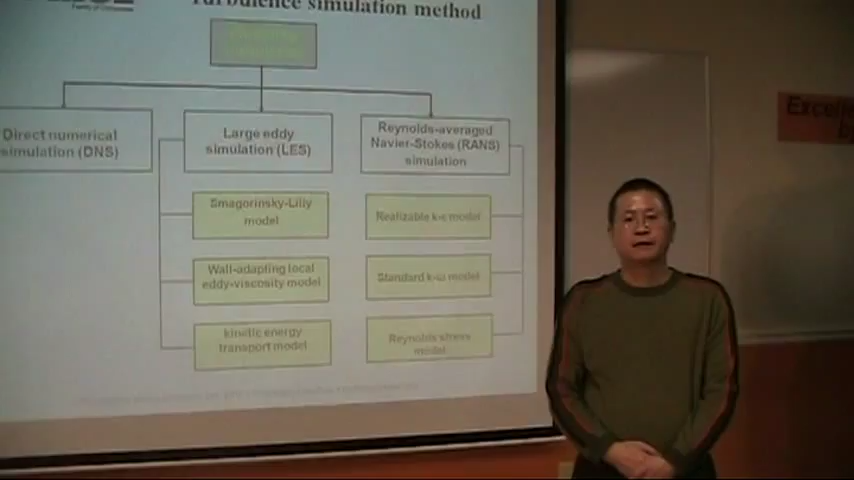 Turbulence simulation method
Direct numerical
simulation (DNS)
Large eddy
simulation (LES)
Reynolds-averaged
Navier-Stokes (RANS)
simulation
Smagorinsky-Lilly
model
Realizable k-ε model
Wall-adapting local
eddy-viscosity model
Standard k-ω model
kinetic energy
transport model
Reynolds stress
model